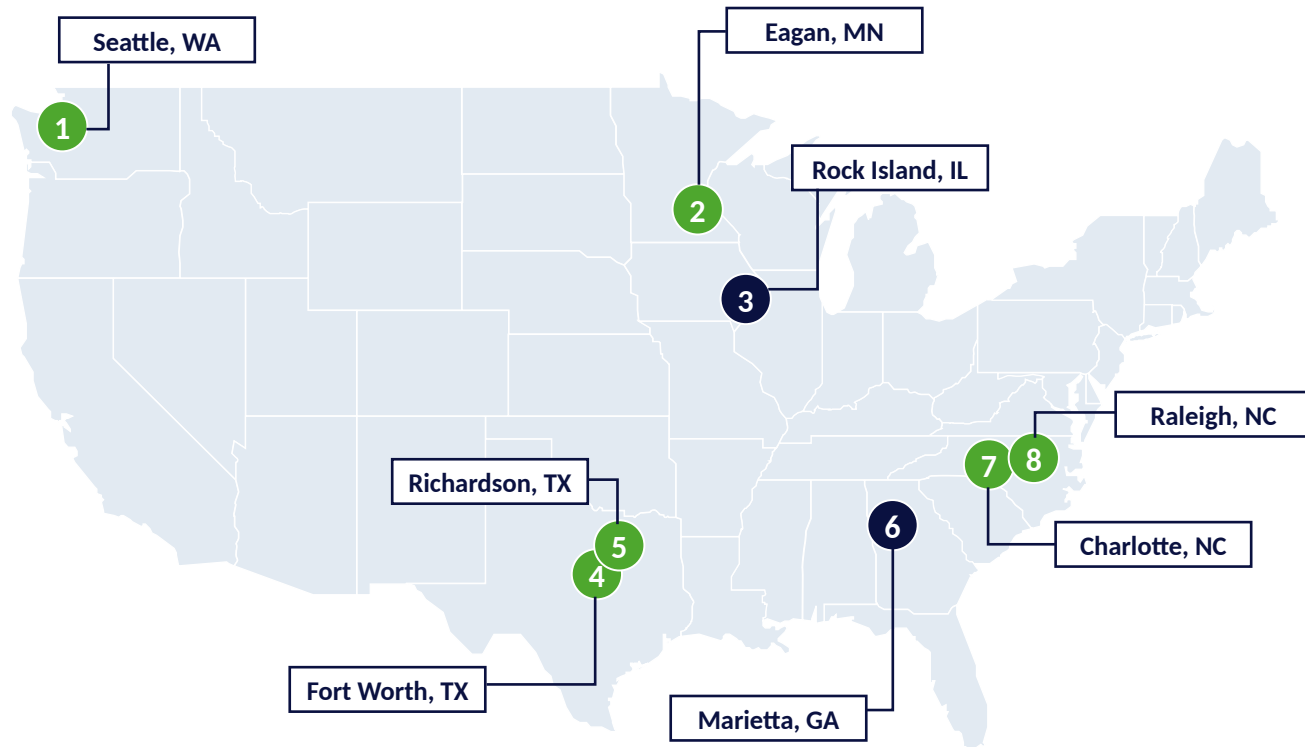 Eagan, MN
Seattle, WA
1
Rock Island, IL
2
3
Raleigh, NC
7
8
Richardson, TX
6
5
4
Charlotte, NC
Fort Worth, TX
Marietta, GA